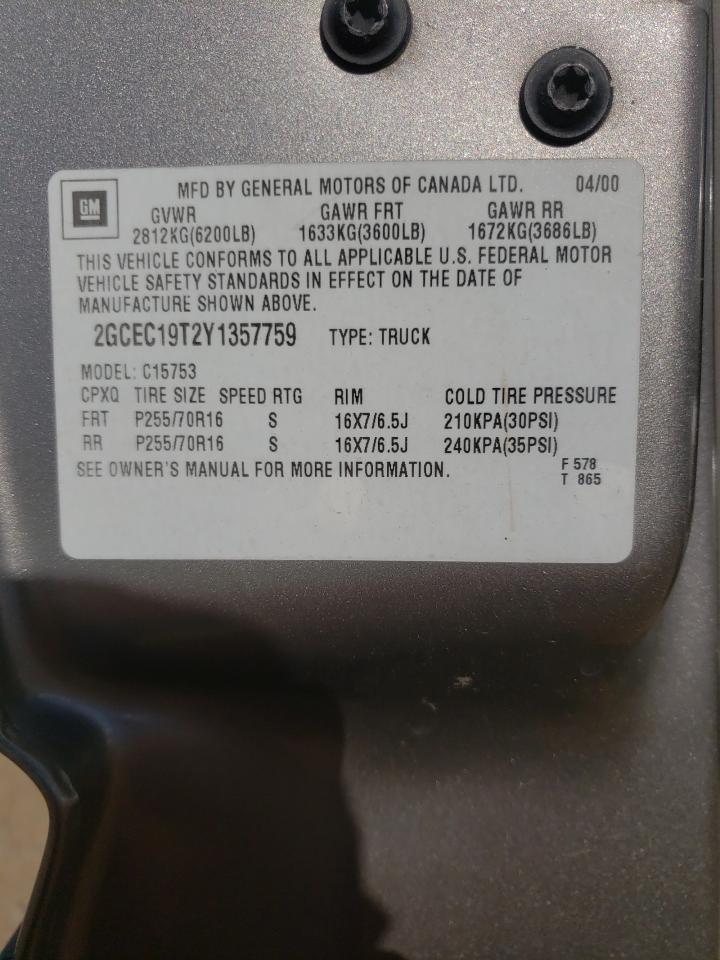 GM
MFD BY GENERAL MOTORS OF CANADA LTD. 04/00
GVWR GAWR FRT GAWR RR
2812KG(6200LB) 1633KG(3600LB) 1672KG(3686LB)
THIS VEHICLE CONFORMS TO ALL APPLICABLE U.S. FEDERAL MOTOR
VEHICLE SAFETY STANDARDS IN EFFECT ON THE DATE OF
MANUFACTURE SHOWN ABOVE.
2GCEC19T2Y1357759 TYPE: TRUCK
MODEL: C15753
CPXQ TIRE SIZE SPEED RTG RIM COLD TIRE PRESSURE
FRT P255/70R16 S 16X7/6.5J 210KPA(30PSI)
RR P255/70R16 S 16X7/6.5J 240KPA(35PSI)
SEE OWNER'S MANUAL FOR MORE INFORMATION. F 578
T 865